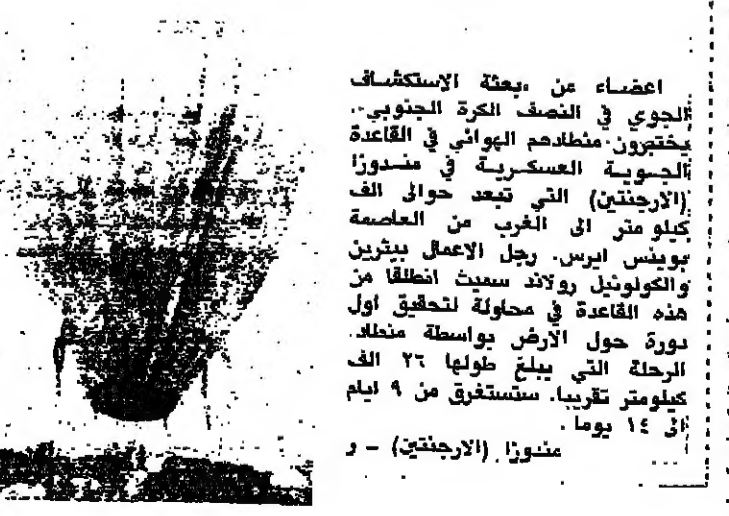 اعضاء من «بعثة الاستكشاف
الجوي في النصف الكرة الجنوبي»
يختبرون منطادهم الهوائي في القاعدة
الجوية العسكرية في مندوزا
(الارجنتين) التي تبعد حوالى الف
كيلو متر الى الغرب من العاصمة
بوينس ايرس. رجل الاعمال بيترين
والكولونيل رولاند سميث انطلقا من
هذه القاعدة في محاولة لتحقيق اول
دورة حول الأرض بواسطة منطاد.
الرحلة التي يبلغ طولها ٢٦ الف
كيلومتر تقريبا، ستستغرق من ٩ ايام
الى ١٤ يوما.
مندوزا (الارجنتين) - و